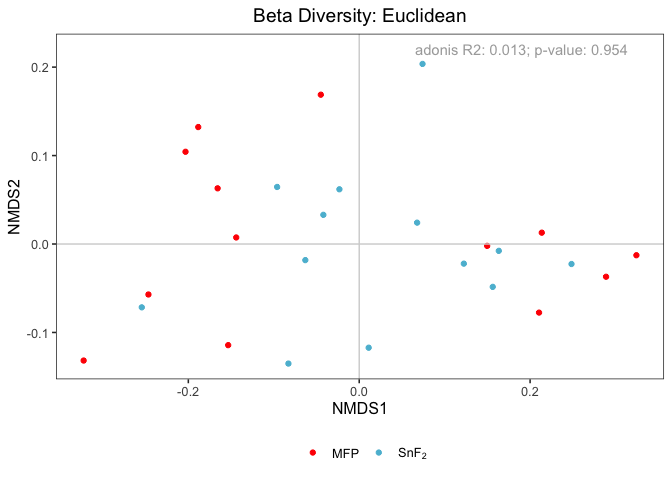 Beta Diversity: Euclidean
adonis R2: 0.013; p-value: 0.954
0.2
0.1
0.0
-0.1
NMDS2
-0.2 0.0 0.2
NMDS1
MFP SnF₂